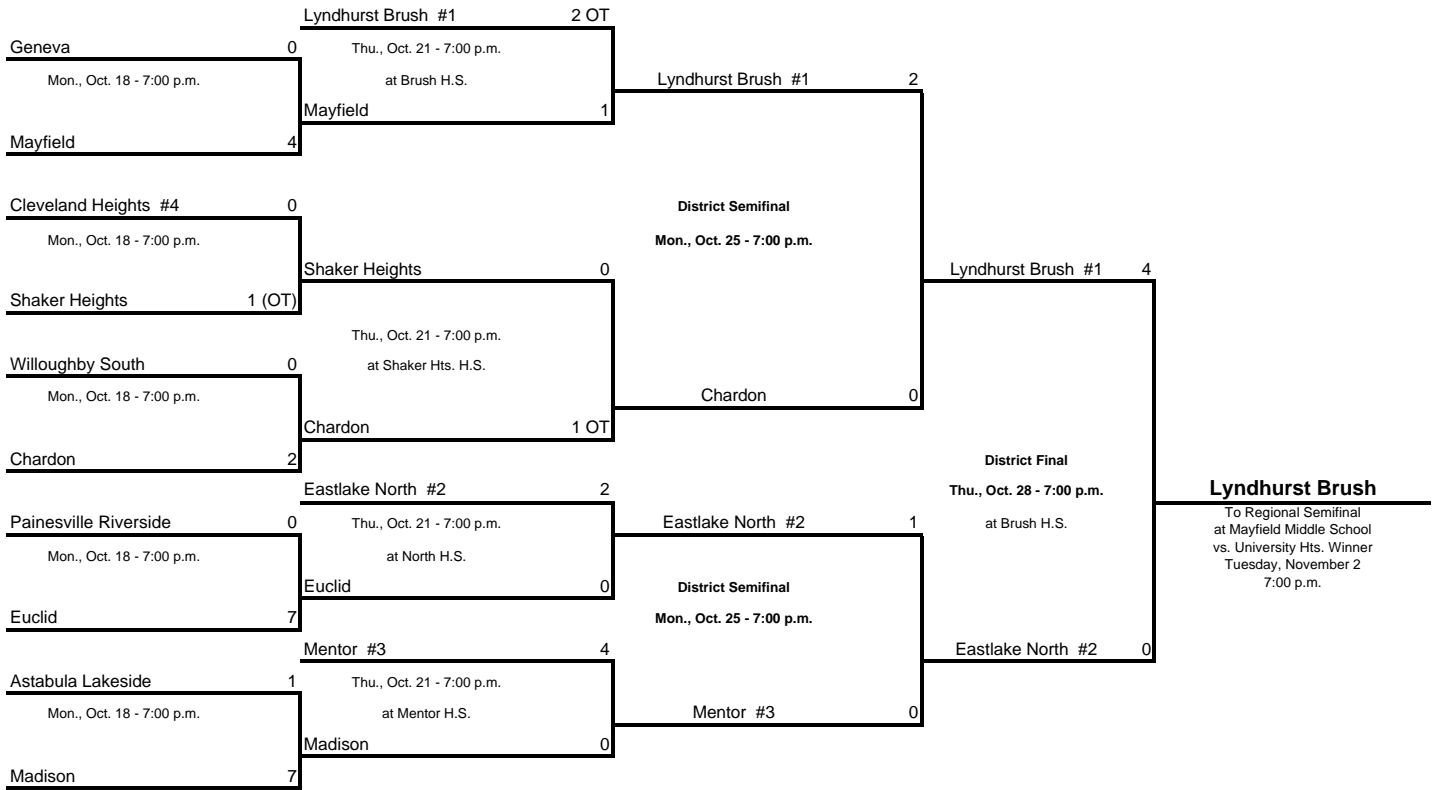 Lyndhurst Brush #1 2 OT
Geneva 0
Thu., Oct. 21 - 7:00 p.m.
Mon., Oct. 18 - 7:00 p.m.
at Brush H.S.
Lyndhurst Brush #1 2
Mayfield 1
Mayfield 4
Cleveland Heights #4 0
District Semifinal
Mon., Oct. 18 - 7:00 p.m.
Mon., Oct. 25 - 7:00 p.m.
Shaker Heights 0
Lyndhurst Brush #1 4
Shaker Heights 1 (OT)
Thu., Oct. 21 - 7:00 p.m.
Willoughby South 0
at Shaker Hts. H.S.
Mon., Oct. 18 - 7:00 p.m.
Chardon 0
Chardon 1 OT
Chardon 2
District Final
Eastlake North #2 2
Thu., Oct. 28 - 7:00 p.m.
Lyndhurst Brush
Painesville Riverside 0
Thu., Oct. 21 - 7:00 p.m.
Eastlake North #2 1
at Brush H.S.
To Regional Semifinal
at Mayfield Middle School
vs. University Hts. Winner
Tuesday, November 2
7:00 p.m.
Mon., Oct. 18 - 7:00 p.m.
at North H.S.
Euclid 0
District Semifinal
Euclid 7
Mon., Oct. 25 - 7:00 p.m.
Mentor #3 4
Eastlake North #2 0
Astabula Lakeside 1
Thu., Oct. 21 - 7:00 p.m.
Mon., Oct. 18 - 7:00 p.m.
at Mentor H.S.
Mentor #3 0
Madison 0
Madison 7